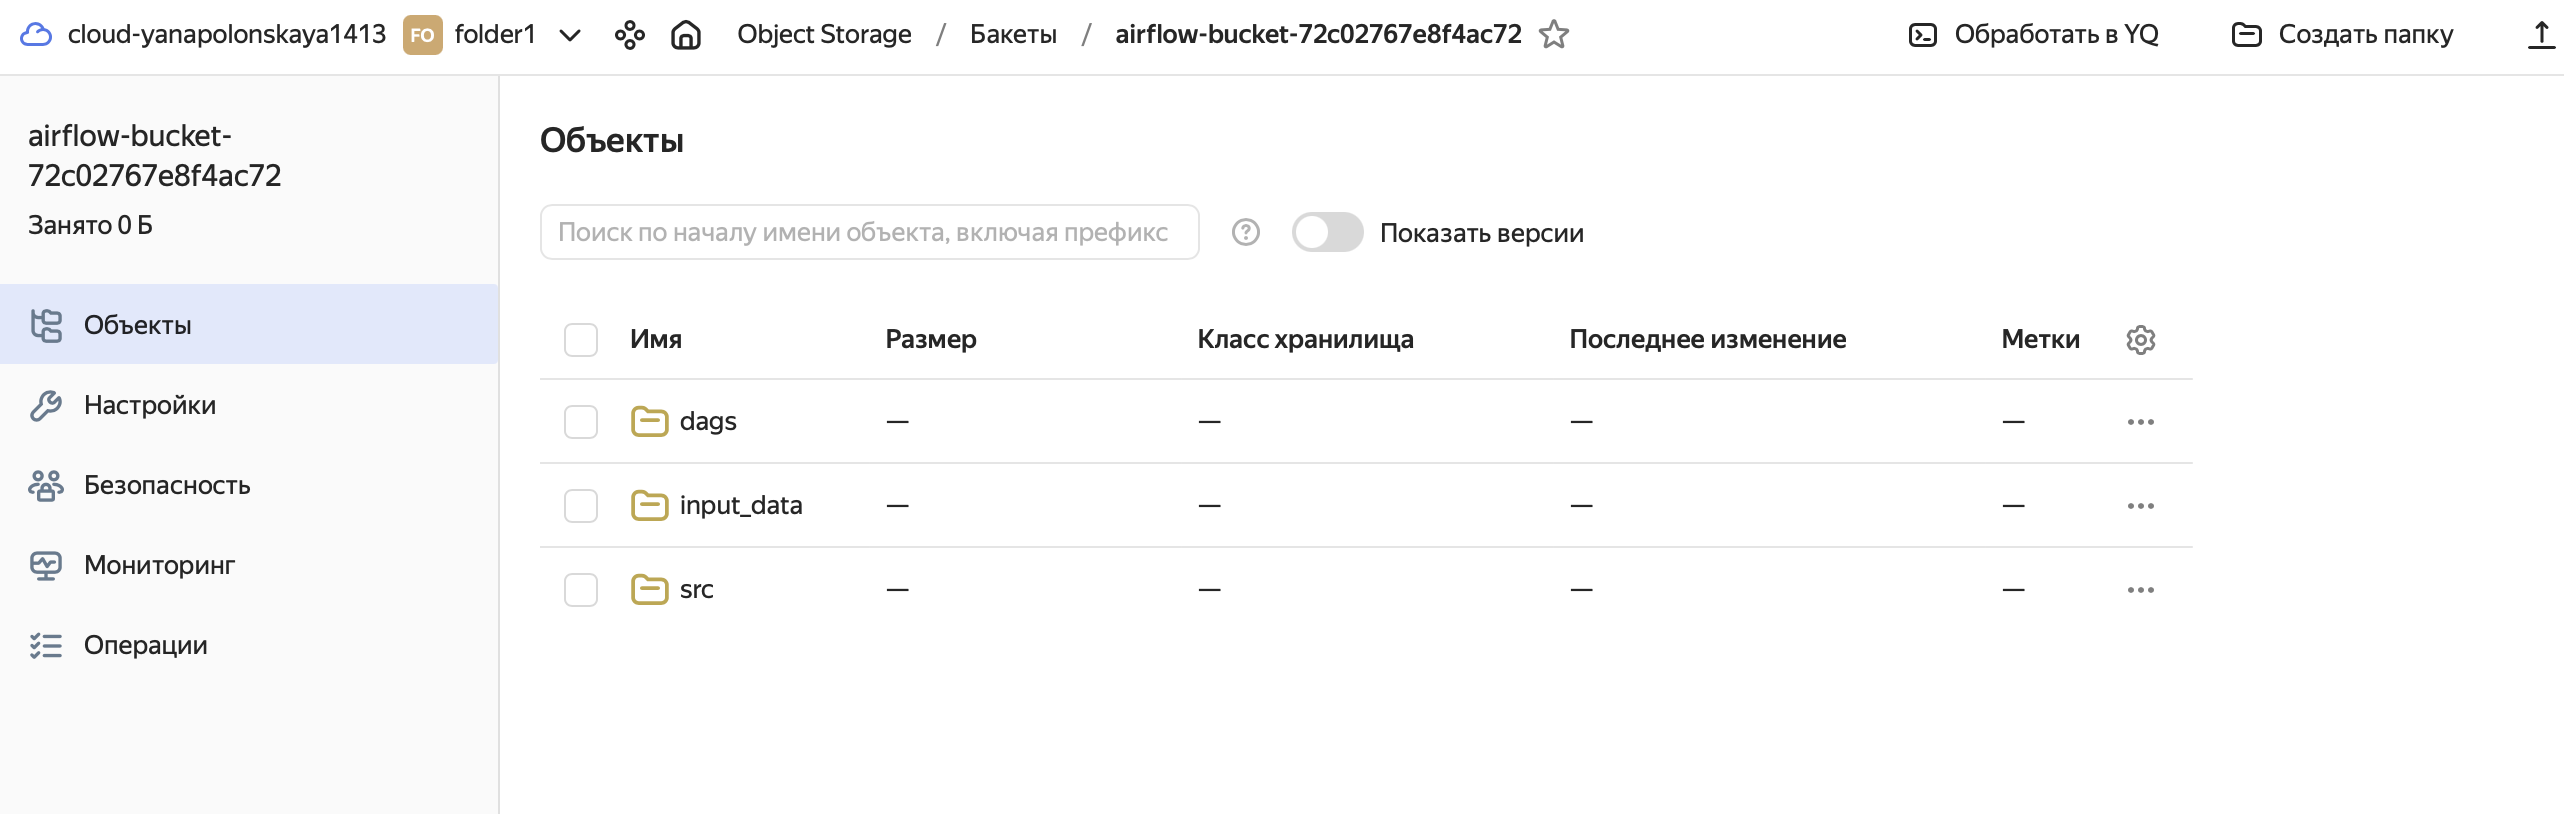 cloud-yanapolonskaya1413 FO folder1 Object Storage / Бакеты / airflow-bucket-72c02767e8f4ac72 Обработать в YQ Создать папку
airflow-bucket-
72c02767e8f4ac72
Занято 0 Б
Объекты
Настройки
Безопасность
Мониторинг
Операции
Объекты
Поиск по началу имени объекта, включая префикс ? Показать версии
Имя Размер Класс хранилища Последнее изменение Метки
dags — — — —
input_data — — — —
src — — — —